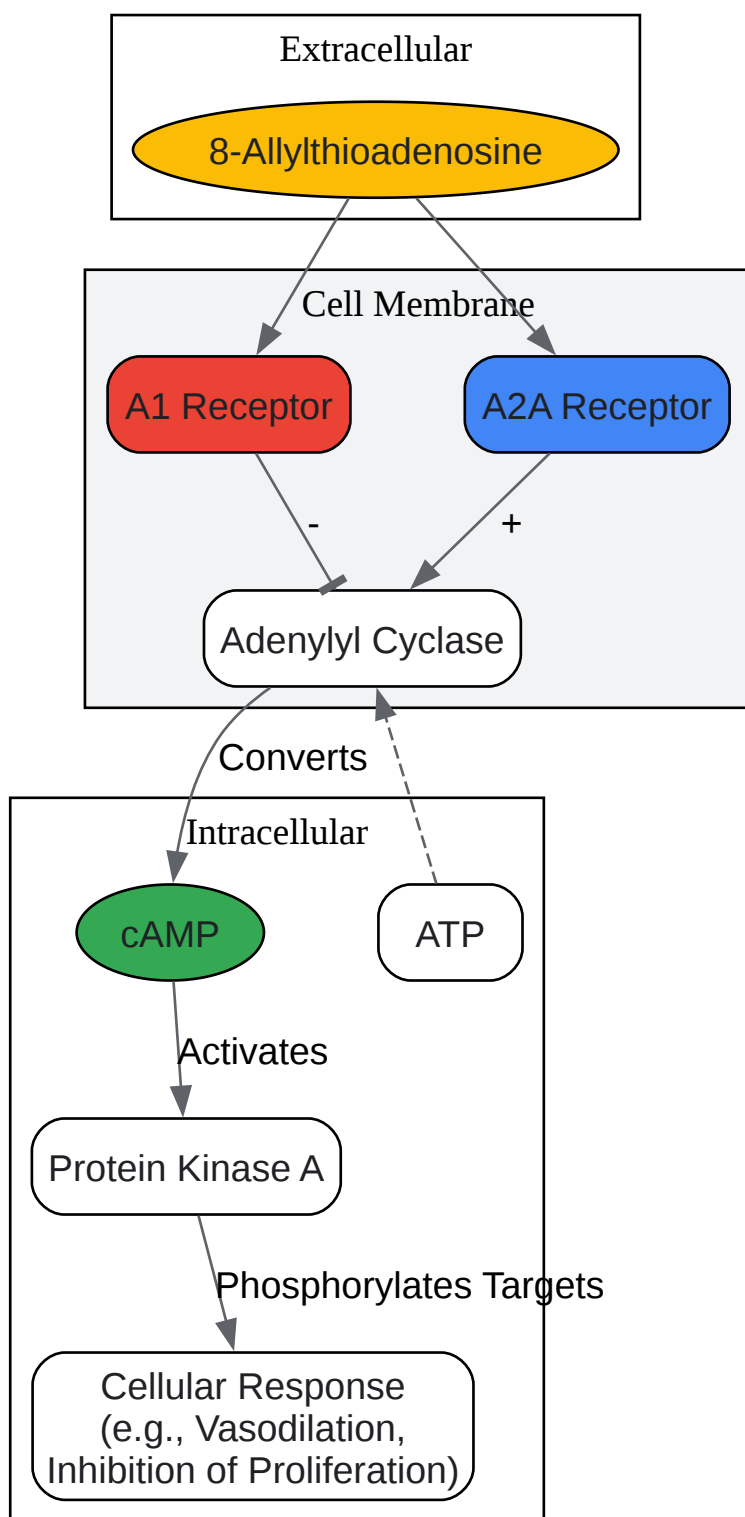 Extracellular
8-Allylthioadenosine
Cell Membrane
A1 Receptor
A2A Receptor
-
+
Adenylyl Cyclase
Converts
Intracellular
cAMP
ATP
Activates
Protein Kinase A
Phosphorylates Targets
Cellular Response
(e.g., Vasodilation,
Inhibition of Proliferation)